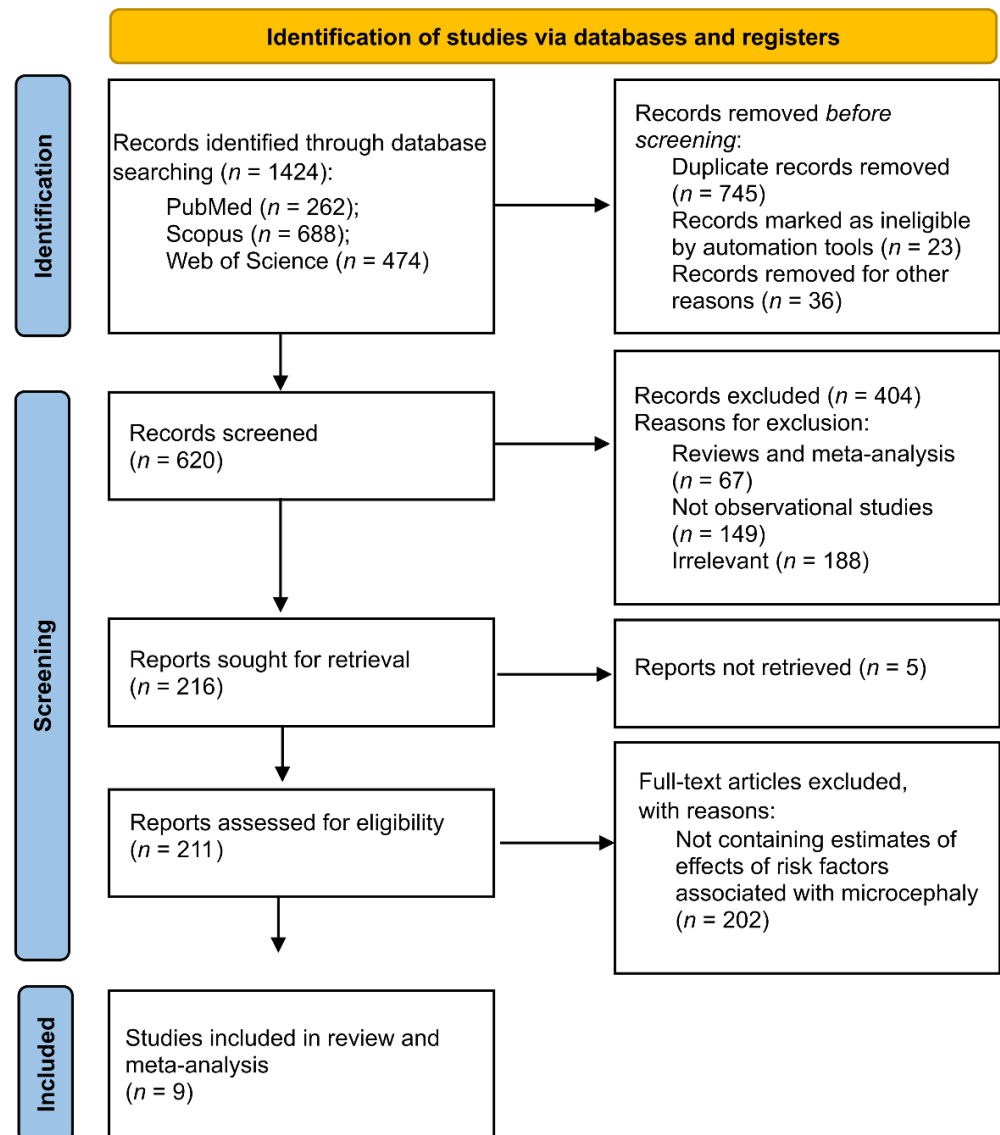 Identification of studies via databases and registers
Identification
Records identified through database
searching (n = 1424):
PubMed (n = 262);
Scopus (n = 688);
Web of Science (n = 474)
Records removed before
screening:
Duplicate records removed
(n = 745)
Records marked as ineligible
by automation tools (n = 23)
Records removed for other
reasons (n = 36)
Screening
Records screened
(n = 620)
Records excluded (n = 404)
Reasons for exclusion:
Reviews and meta-analysis
(n = 67)
Not observational studies
(n = 149)
Irrelevant (n = 188)
Reports sought for retrieval
(n = 216)
Reports not retrieved (n = 5)
Reports assessed for eligibility
(n = 211)
Full-text articles excluded,
with reasons:
Not containing estimates of
effects of risk factors
associated with microcephaly
(n = 202)
Included
Studies included in review and
meta-analysis
(n = 9)